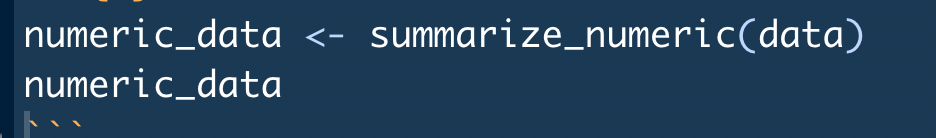 numeric_data <- summarize_numeric(data)
numeric_data
```